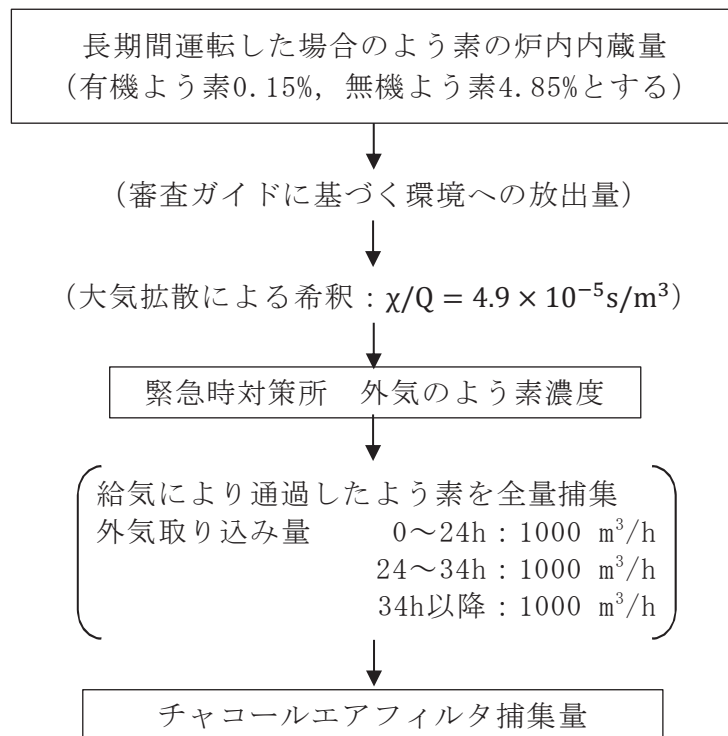 長期間運転した場合のよう素の炉内内蔵量
(有機よう素0.15%, 無機よう素4.85%とする)
(審査ガイドに基づく環境への放出量)
(大気拡散による希釈：χ/Q = 4.9 × 10⁻⁵s/m³)
緊急時対策所　外気のよう素濃度
給気により通過したよう素を全量捕集
外気取り込み量　0～24h：1000 m³/h
24～34h：1000 m³/h
34h以降：1000 m³/h
チャコールエアフィルタ捕集量